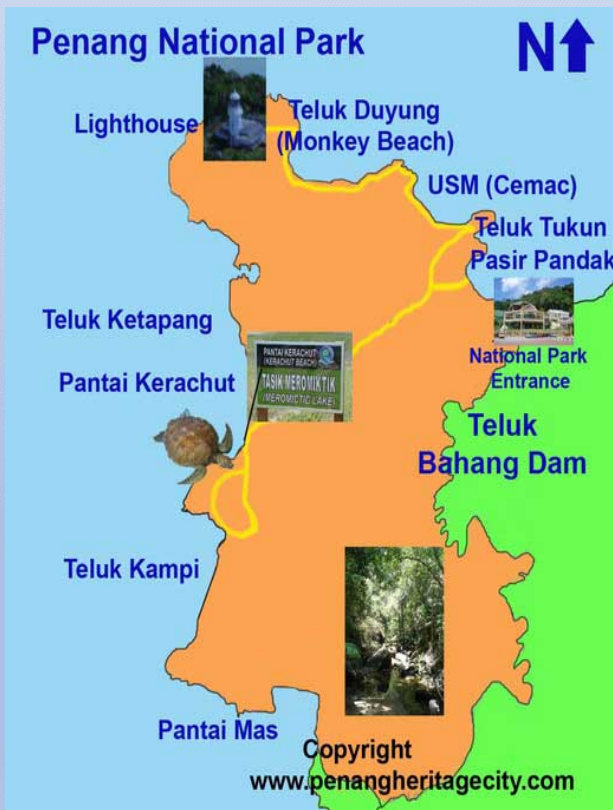 Penang National Park
N
Lighthouse
Teluk Duyung
(Monkey Beach)
USM (Cemac)
Teluk Tukun
Pasir Pandak
Teluk Ketapang
National Park
Entrance
PANTAI KERACHUT
(KERACHUT BEACH)
TASIK MEROMIKTIK
(MEROMICTIC LAKE)
Pantai Kerachut
Teluk
Bahang Dam
Teluk Kampi
Pantai Mas
Copyright
www.penangheritagecity.com